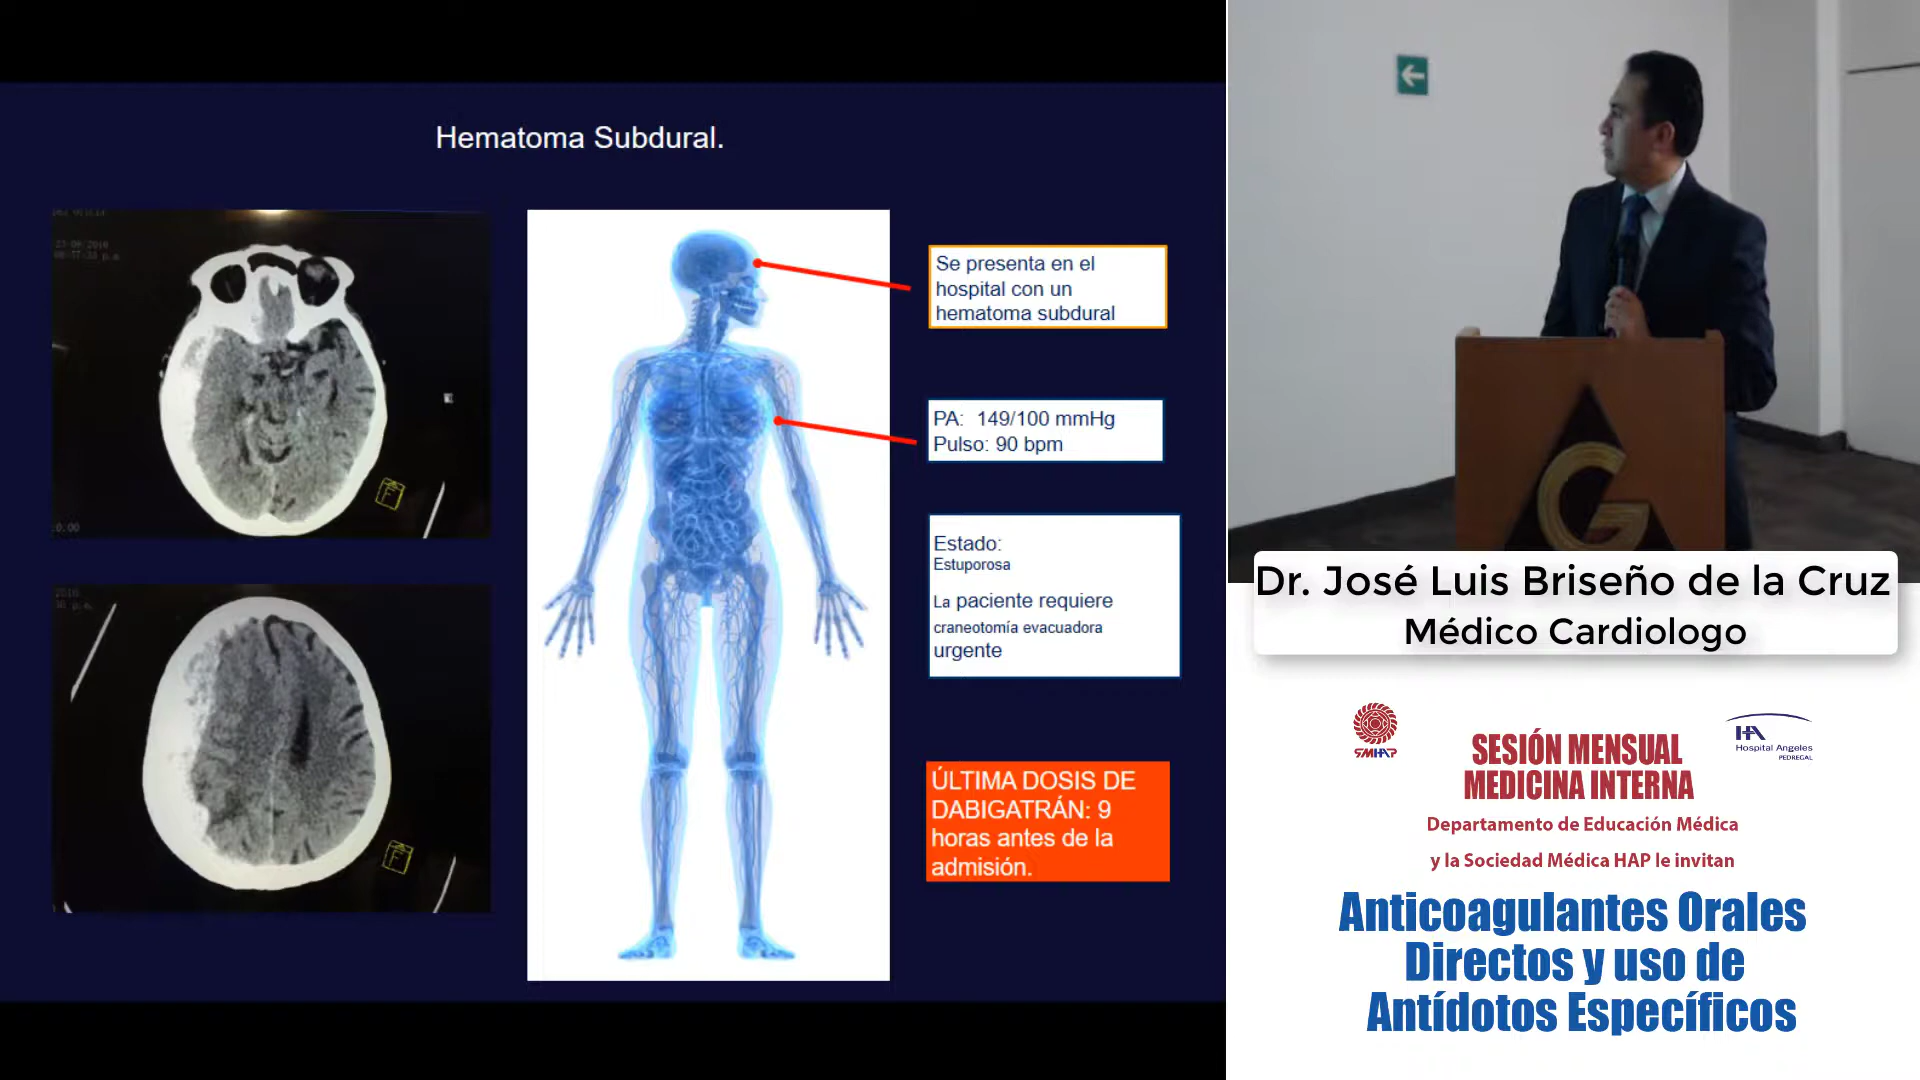 Hematoma Subdural.
Se presenta en el
hospital con un
hematoma subdural
PA: 149/100 mmHg
Pulso: 90 bpm
Estado:
Estuporosa
La paciente requiere
craneotomía evacuadora
urgente
ÚLTIMA DOSIS DE
DABIGATRÁN: 9
horas antes de la
admisión.
G
Dr. José Luis Briseño de la Cruz
Médico Cardiologo
SMHAP
HA
Hospital Angeles
PEDREGAL
SESIÓN MENSUAL
MEDICINA INTERNA
Departamento de Educación Médica
y la Sociedad Médica HAP le invitan
Anticoagulantes Orales
Directos y uso de
Antídotos Específicos